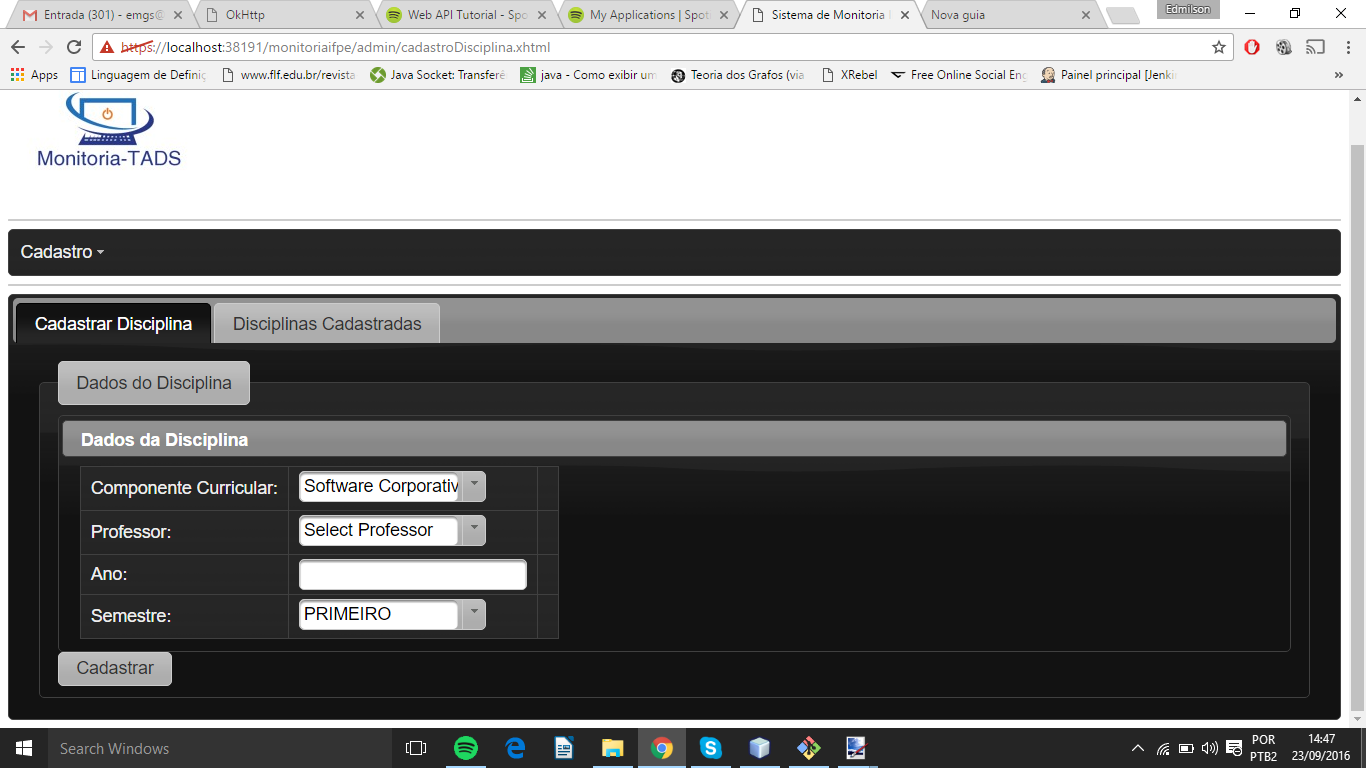 Entrada (301) - emgs@
OkHttp
Web API Tutorial - Spo
My Applications | Spoti
Sistema de Monitoria
Nova guia
Edmilson
https://localhost:38191/monitoriaifpe/admin/cadastroDisciplina.xhtml
Apps
Linguagem de Defini
www.flf.edu.br/revista
Java Socket: Transferê
java - Como exibir um
Teoria dos Grafos (via
XRebel
Free Online Social Eng
Painel principal [Jenki
»
Monitoria-TADS
Cadastro
Cadastrar Disciplina
Disciplinas Cadastradas
Dados do Disciplina
Dados da Disciplina
Componente Curricular:
Software Corporativ
Professor:
Select Professor
Ano:
Semestre:
PRIMEIRO
Cadastrar
Search Windows
POR
PTB2
14:47
23/09/2016